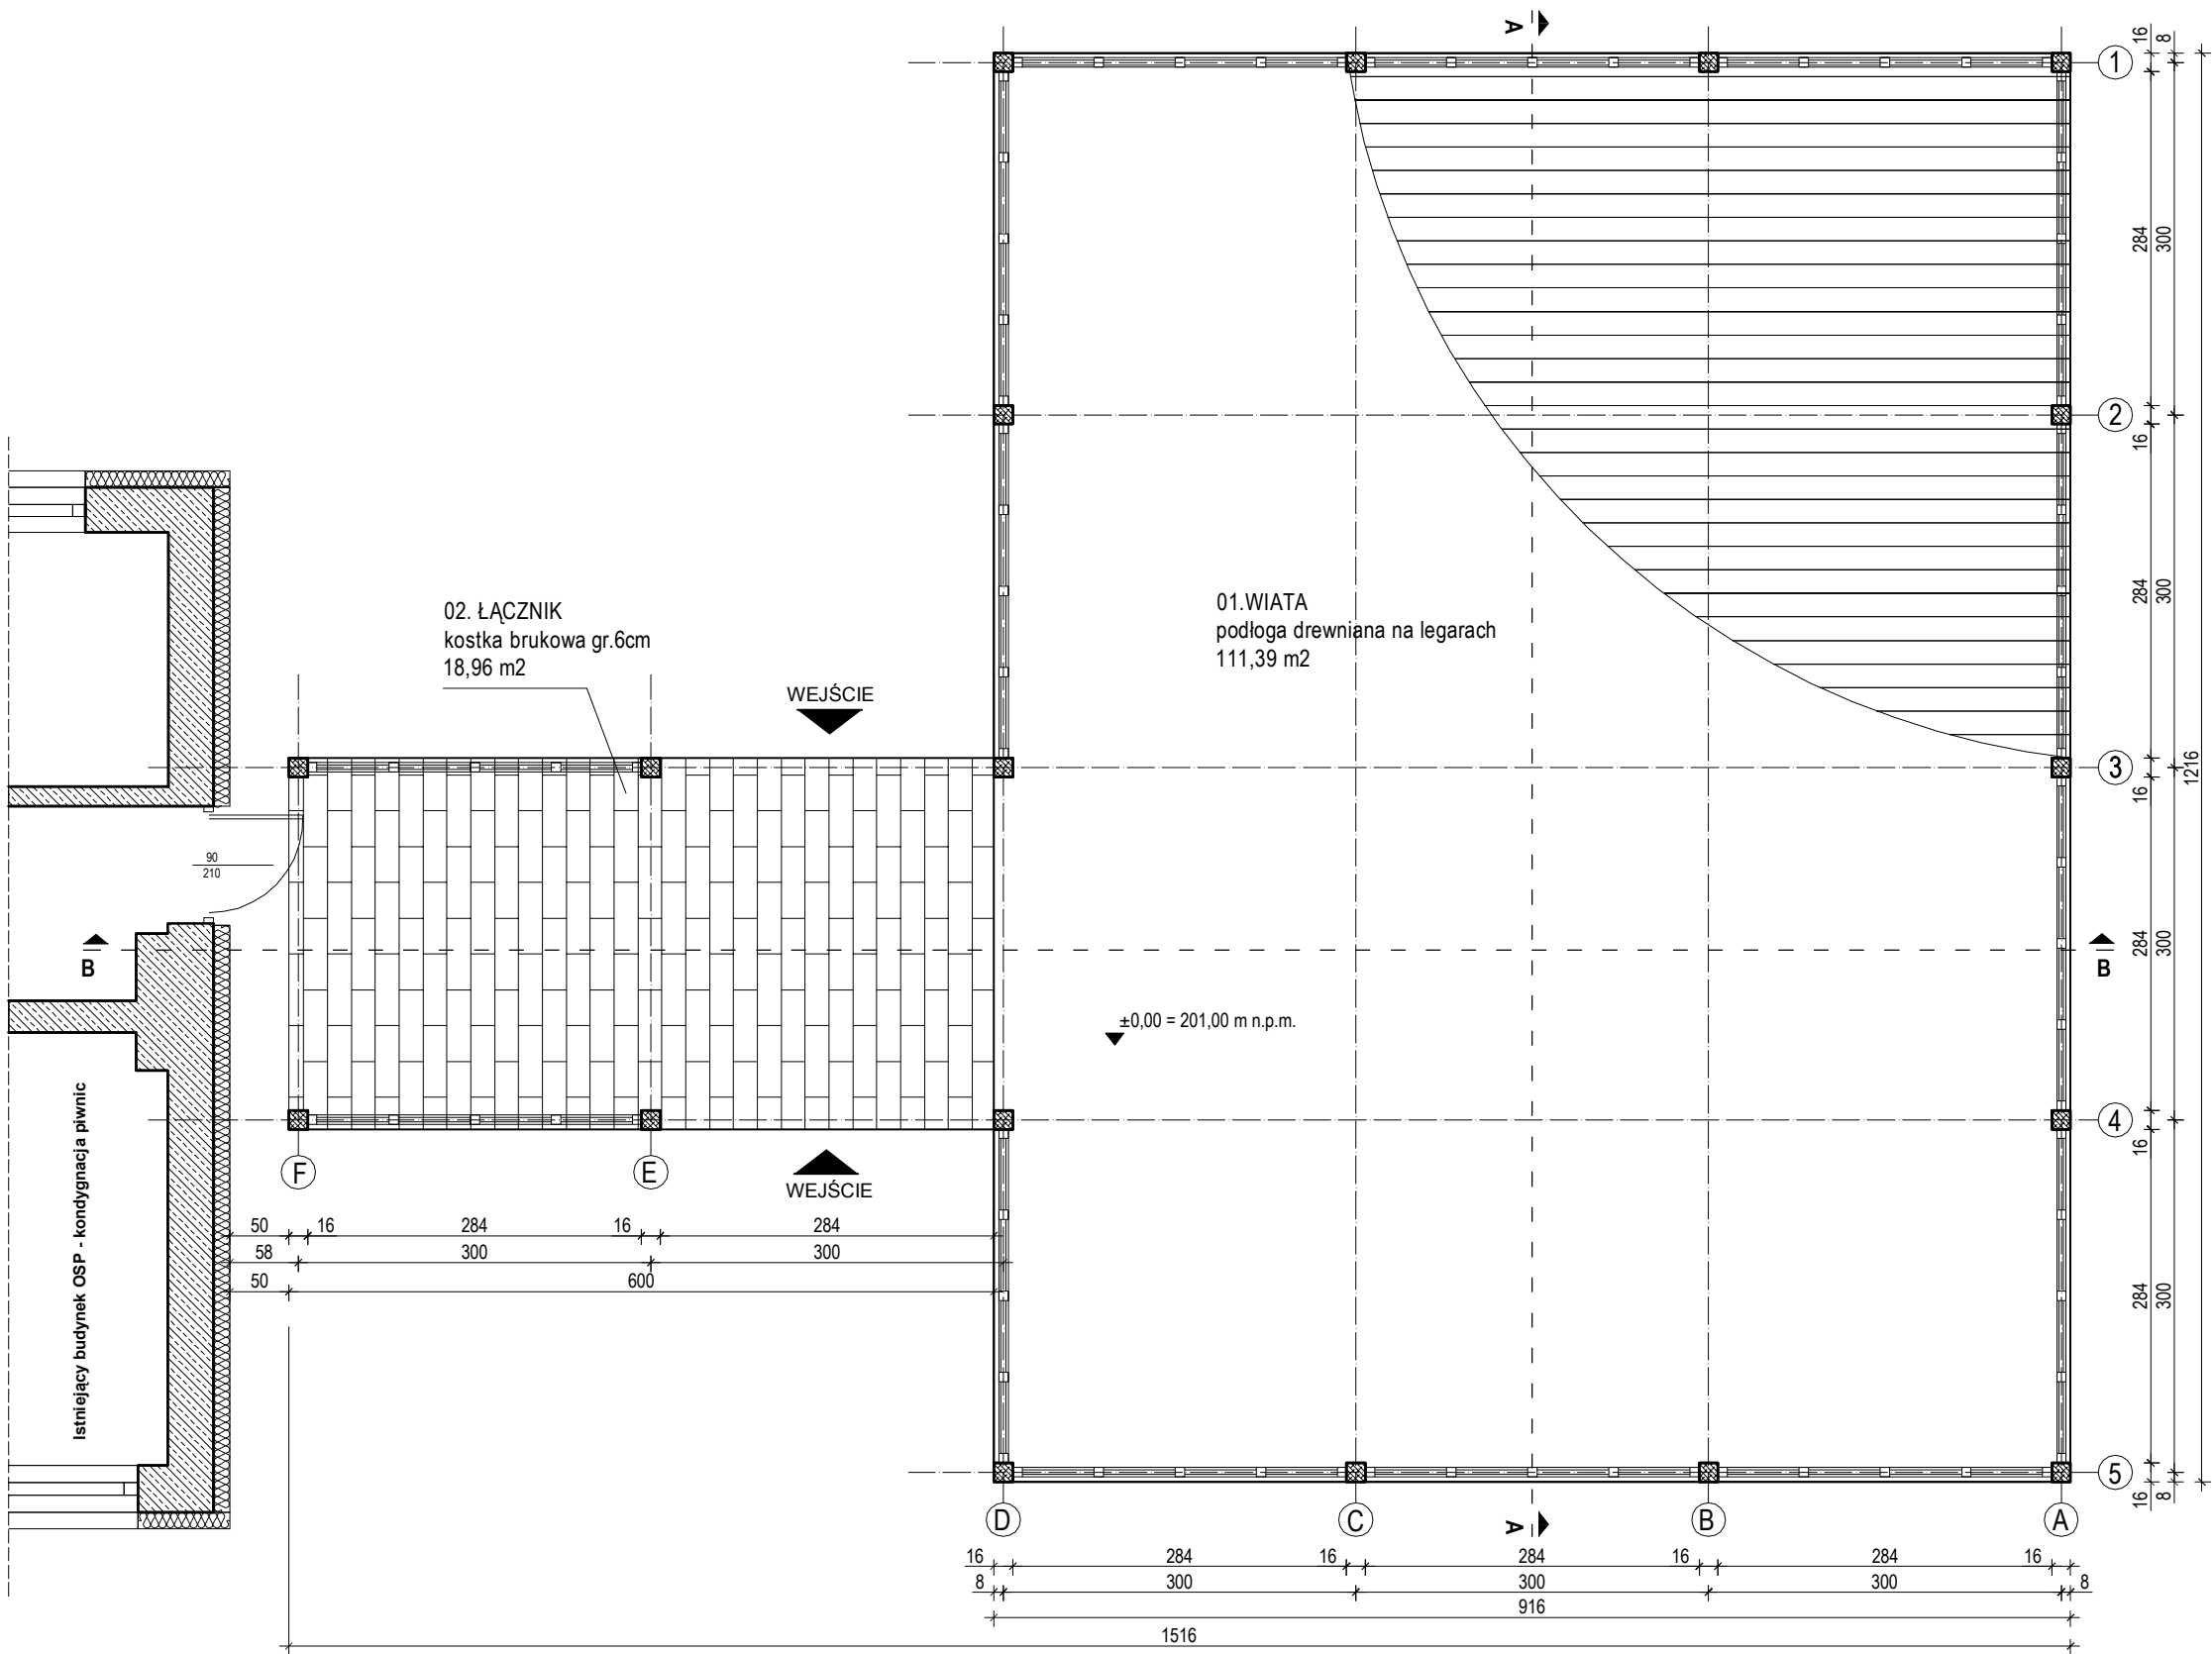 A
16
8
1
284
300
2
16
284
300
02. ŁĄCZNIK
kostka brukowa gr.6cm
18,96 m2
01.WIATA
podłoga drewniana na legarach
111,39 m2
WEJŚCIE
3
1216
16
90
210
B
284
300
B
±0,00 = 201,00 m n.p.m.
Istniejący budynek OSP - kondygnacja piwnic
4
16
F
E
WEJŚCIE
50
16
284
16
284
58
300
300
50
600
284
300
5
16
8
D
C
A
B
A
16
284
16
284
16
284
16
8
300
300
300
8
916
1516